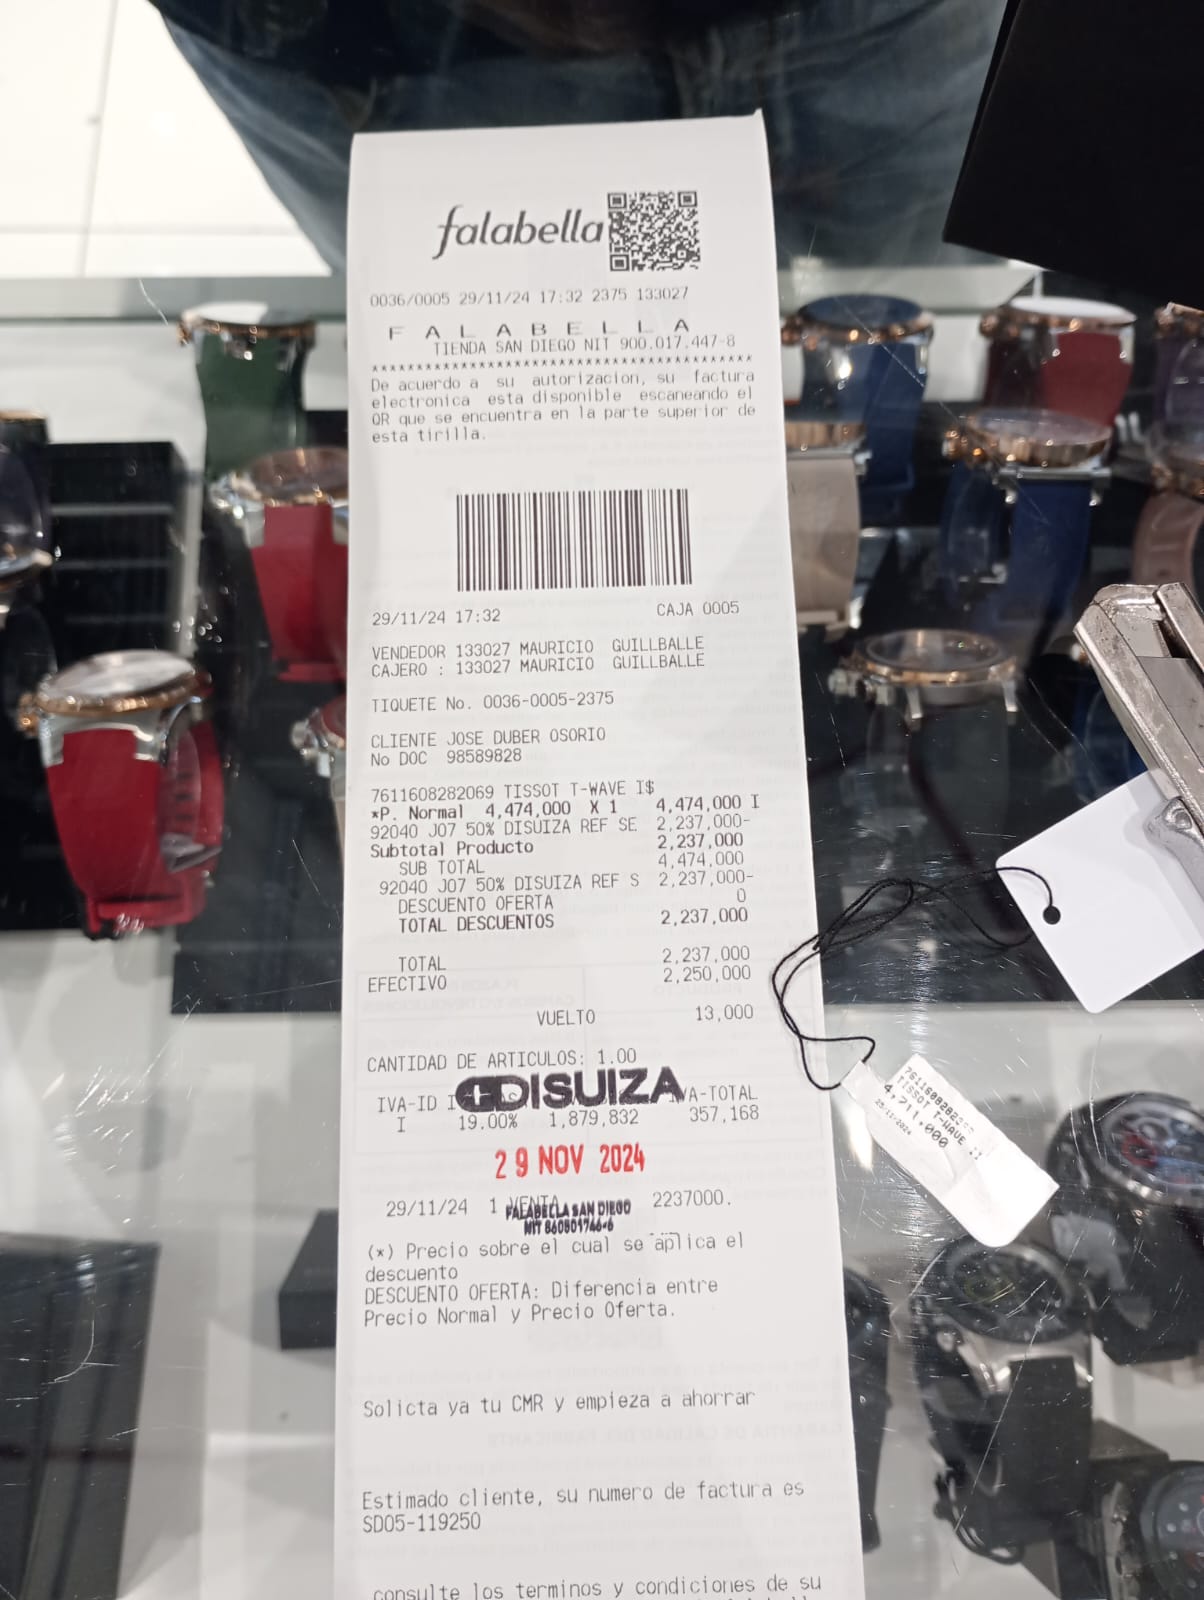 falabella
0036/0005 29/11/24 17:32 2375 133027
F A L A B E L L A
TIENDA SAN DIEGO NIT 900.017.447-8
****************************************************
De acuerdo a su autorizacion, su factura
electronica esta disponible escaneando el
QR que se encuentra en la parte superior de
esta tirilla.
29/11/24 17:32 CAJA 0005
VENDEDOR 133027 MAURICIO GUILLBALLE
CAJERO : 133027 MAURICIO GUILLBALLE
TIQUETE No. 0036-0005-2375
CLIENTE JOSE DUBER OSORIO
No DOC 98589828
7611608282069 TISSOT T-WAVE I$
*P. Normal 4,474,000 X 1 4,474,000 I
92040 J07 50% DISUIZA REF SE 2,237,000-
Subtotal Producto 2,237,000
SUB TOTAL 4,474,000
92040 J07 50% DISUIZA REF S 2,237,000-
DESCUENTO OFERTA 0
TOTAL DESCUENTOS 2,237,000
TOTAL 2,237,000
EFECTIVO 2,250,000
VUELTO 13,000
CANTIDAD DE ARTICULOS: 1.00
DISUIZA
IVA-ID VA-TOTAL
I 19.00% 1,879,832 357,168
29 NOV 2024
29/11/24 1 VENTA 2237000.
FALABELLA SAN DIEGO
NIT 860801746-6
(*) Precio sobre el cual se aplica el
descuento
DESCUENTO OFERTA: Diferencia entre
Precio Normal y Precio Oferta.
Solicta ya tu CMR y empieza a ahorrar
Estimado cliente, su numero de factura es
SD05-119250
consulte los terminos y condiciones de su
TISSOT T-WAVE
4,711,000
29-11-2024